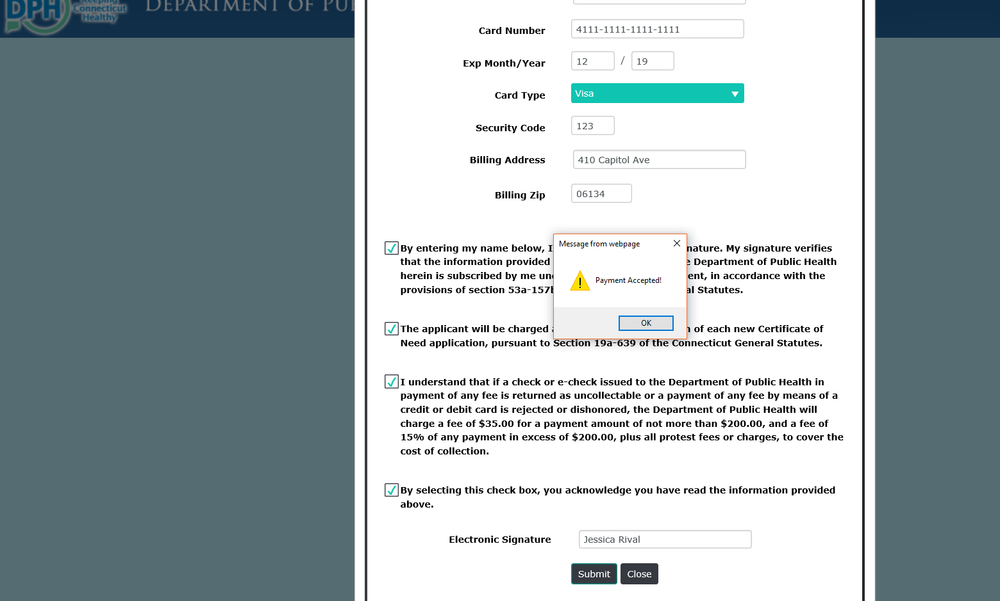 DPH
Keeping
Connecticut
Healthy
DEPARTMENT OF PU
Card Number
4111-1111-1111-1111
Exp Month/Year
12 / 19
Card Type
Visa
Security Code
123
Billing Address
410 Capitol Ave
Billing Zip
06134
Message from webpage
Payment Accepted!
OK
By entering my name below, I nature. My signature verifies
that the information provided e Department of Public Health
herein is subscribed by me un ent, in accordance with the
provisions of section 53a-157 al Statutes.
The applicant will be charged of each new Certificate of
Need application, pursuant to Section 19a-639 of the Connecticut General Statutes.
I understand that if a check or e-check issued to the Department of Public Health in
payment of any fee is returned as uncollectable or a payment of any fee by means of a
credit or debit card is rejected or dishonored, the Department of Public Health will
charge a fee of $35.00 for a payment amount of not more than $200.00, and a fee of
15% of any payment in excess of $200.00, plus all protest fees or charges, to cover the
cost of collection.
By selecting this check box, you acknowledge you have read the information provided
above.
Electronic Signature
Jessica Rival
Submit
Close